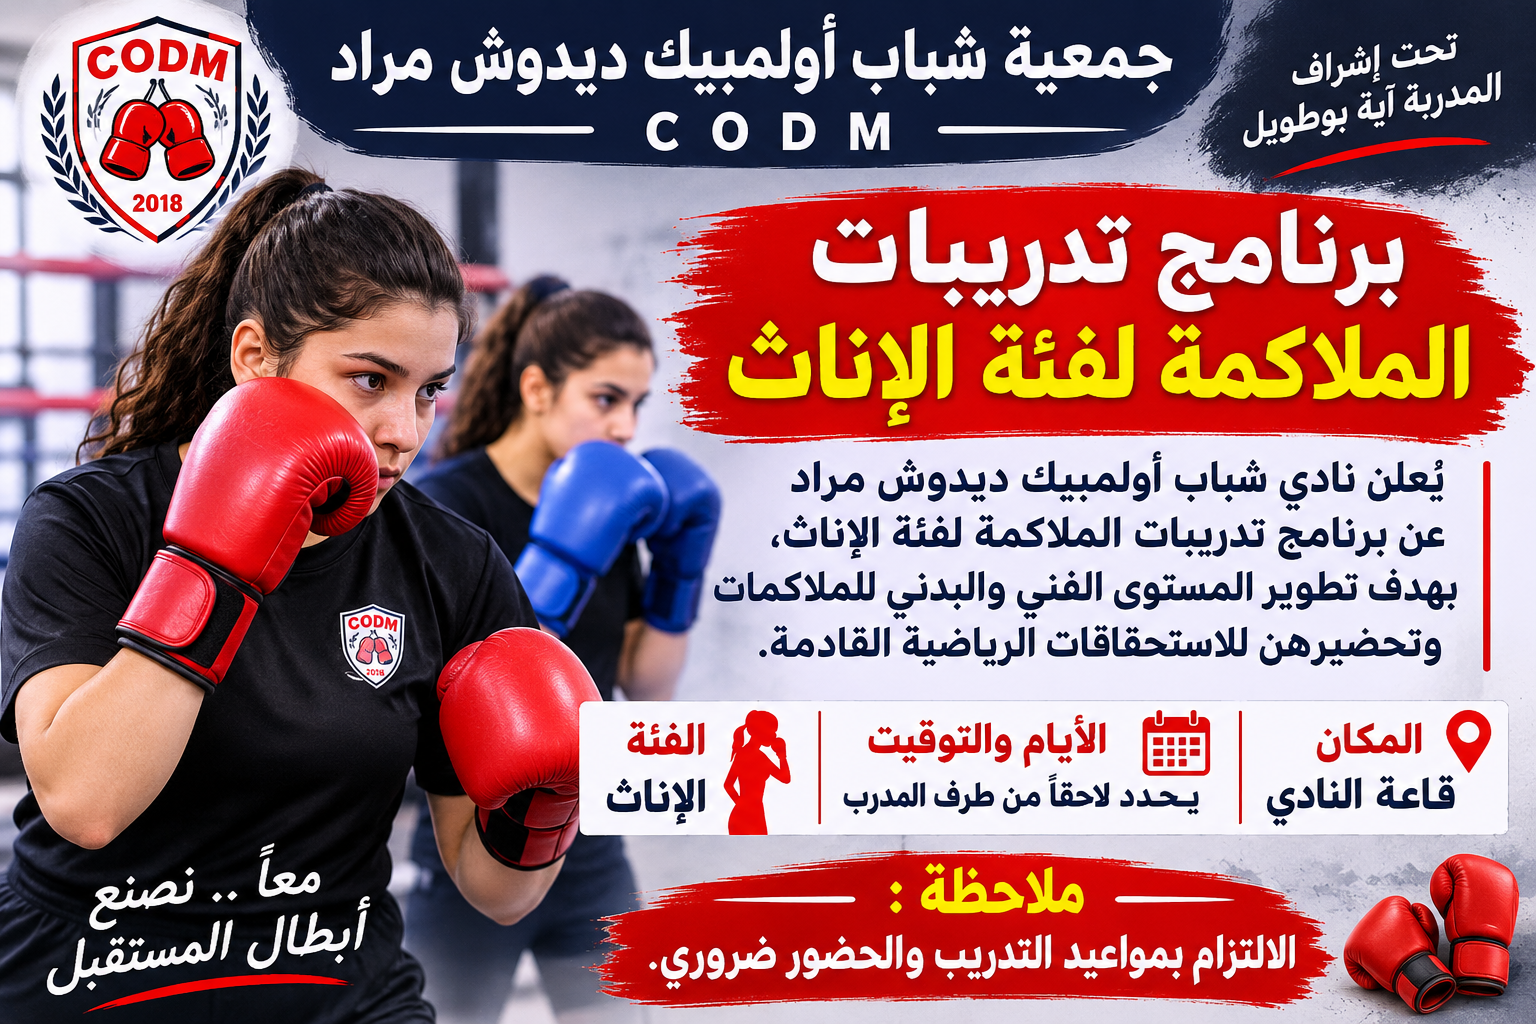 CODM
2018
جمعية شباب أولمبيك ديدوش مراد
CODM
تحت إشراف
المدربة آية بوطويل
برنامج تدريبات
الملاكمة لفئة الإناث
يُعلن نادي شباب أولمبيك ديدوش مراد
عن برنامج تدريبات الملاكمة لفئة الإناث،
بهدف تطوير المستوى الفني والبدني للملاكمات
وتحضيرهن للاستحقاقات الرياضية القادمة.
CODM
2018
المكان
قاعة النادي
الأيام والتوقيت
يحدد لاحقاً من طرف المدرب
الفئة
الإناث
معاً .. نصنع
أبطال المستقبل
ملاحظة :
الالتزام بمواعيد التدريب والحضور ضروري.